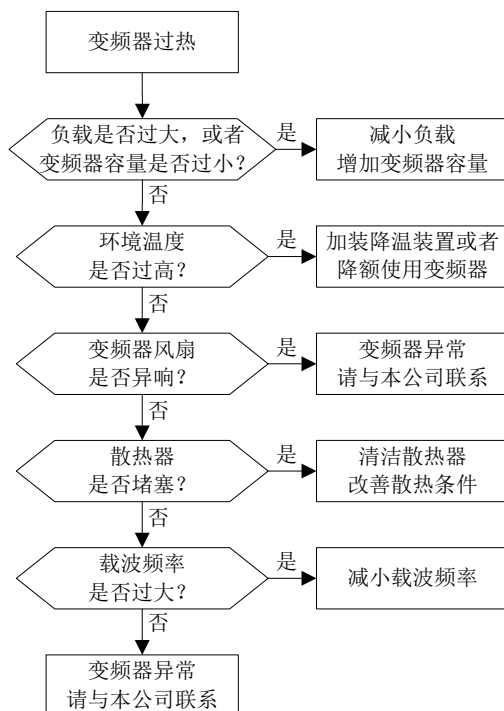 变频器过热
负载是否过大，或者
变频器容量是否过小？
是
减小负载
增加变频器容量
否
环境温度
是否过高？
是
加装降温装置或者
降额使用变频器
否
变频器风扇
是否异响？
是
变频器异常
请与本公司联系
否
散热器
是否堵塞？
是
清洁散热器
改善散热条件
否
载波频率
是否过大？
是
减小载波频率
否
变频器异常
请与本公司联系